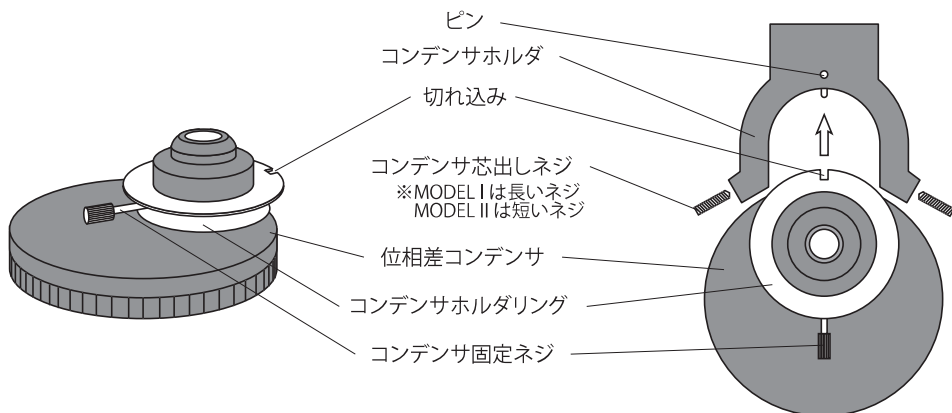 ピン
コンデンサホルダ
切れ込み
コンデンサ芯出しネジ
※MODEL I は長いネジ
MODEL II は短いネジ
位相差コンデンサ
コンデンサホルダリング
コンデンサ固定ネジ